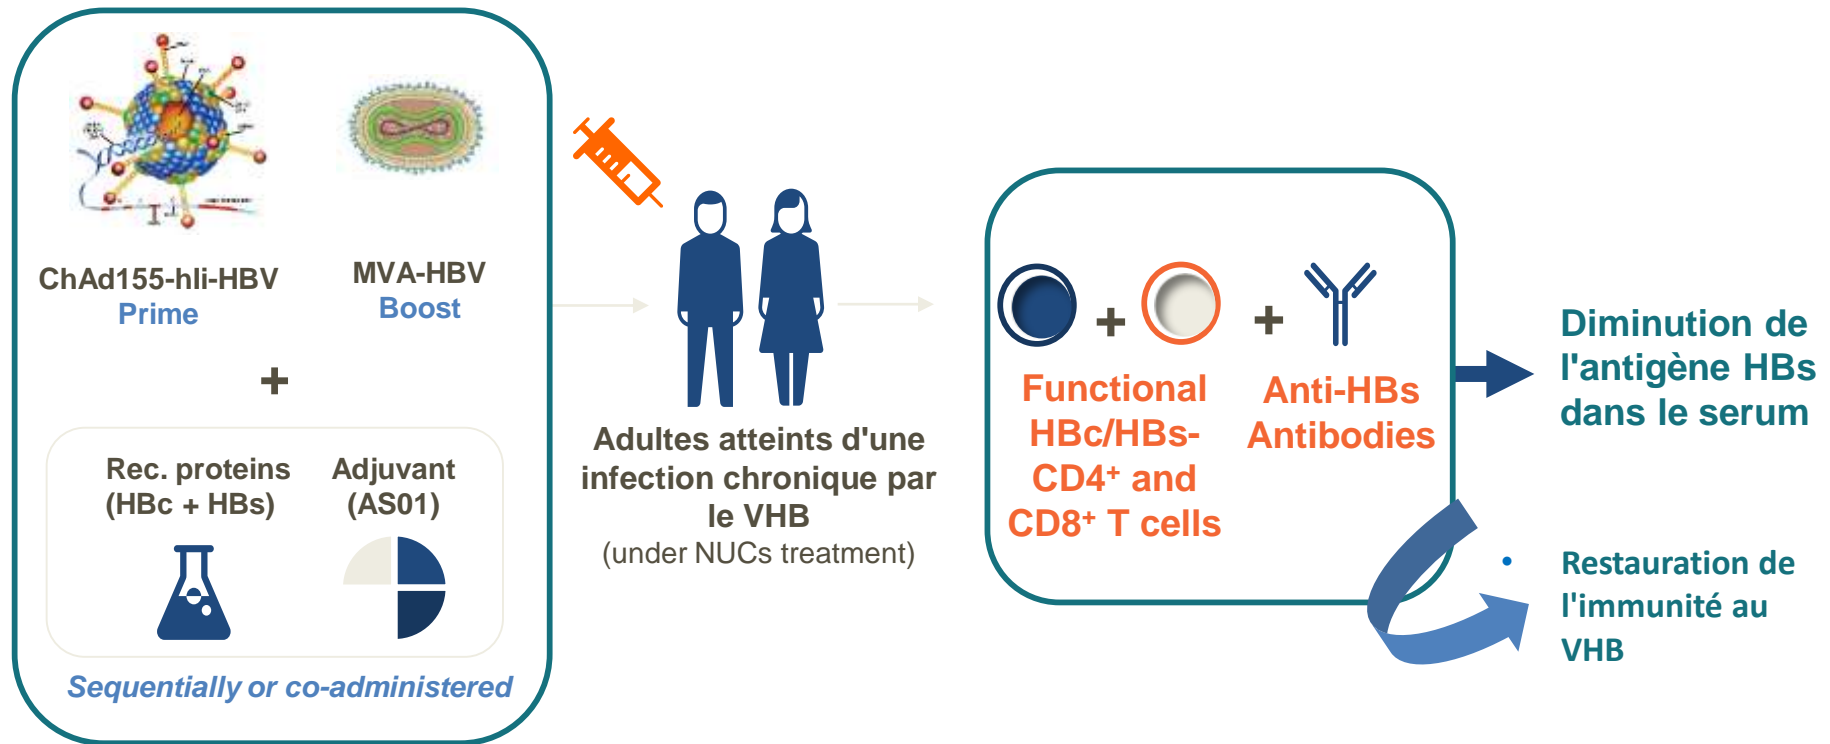 ChAd155-hIi-HBV
Prime
MVA-HBV
Boost
+
Rec. proteins
(HBc + HBs)
Adjuvant
(AS01)
Sequentially or co-administered
Adultes atteints d'une
infection chronique par
le VHB
(under NUCs treatment)
+
+
Functional
HBc/HBs-
CD4+ and
CD8+ T cells
Anti-HBs
Antibodies
Diminution de
l'antigène HBs
dans le serum
• Restauration de
l'immunité au
VHB